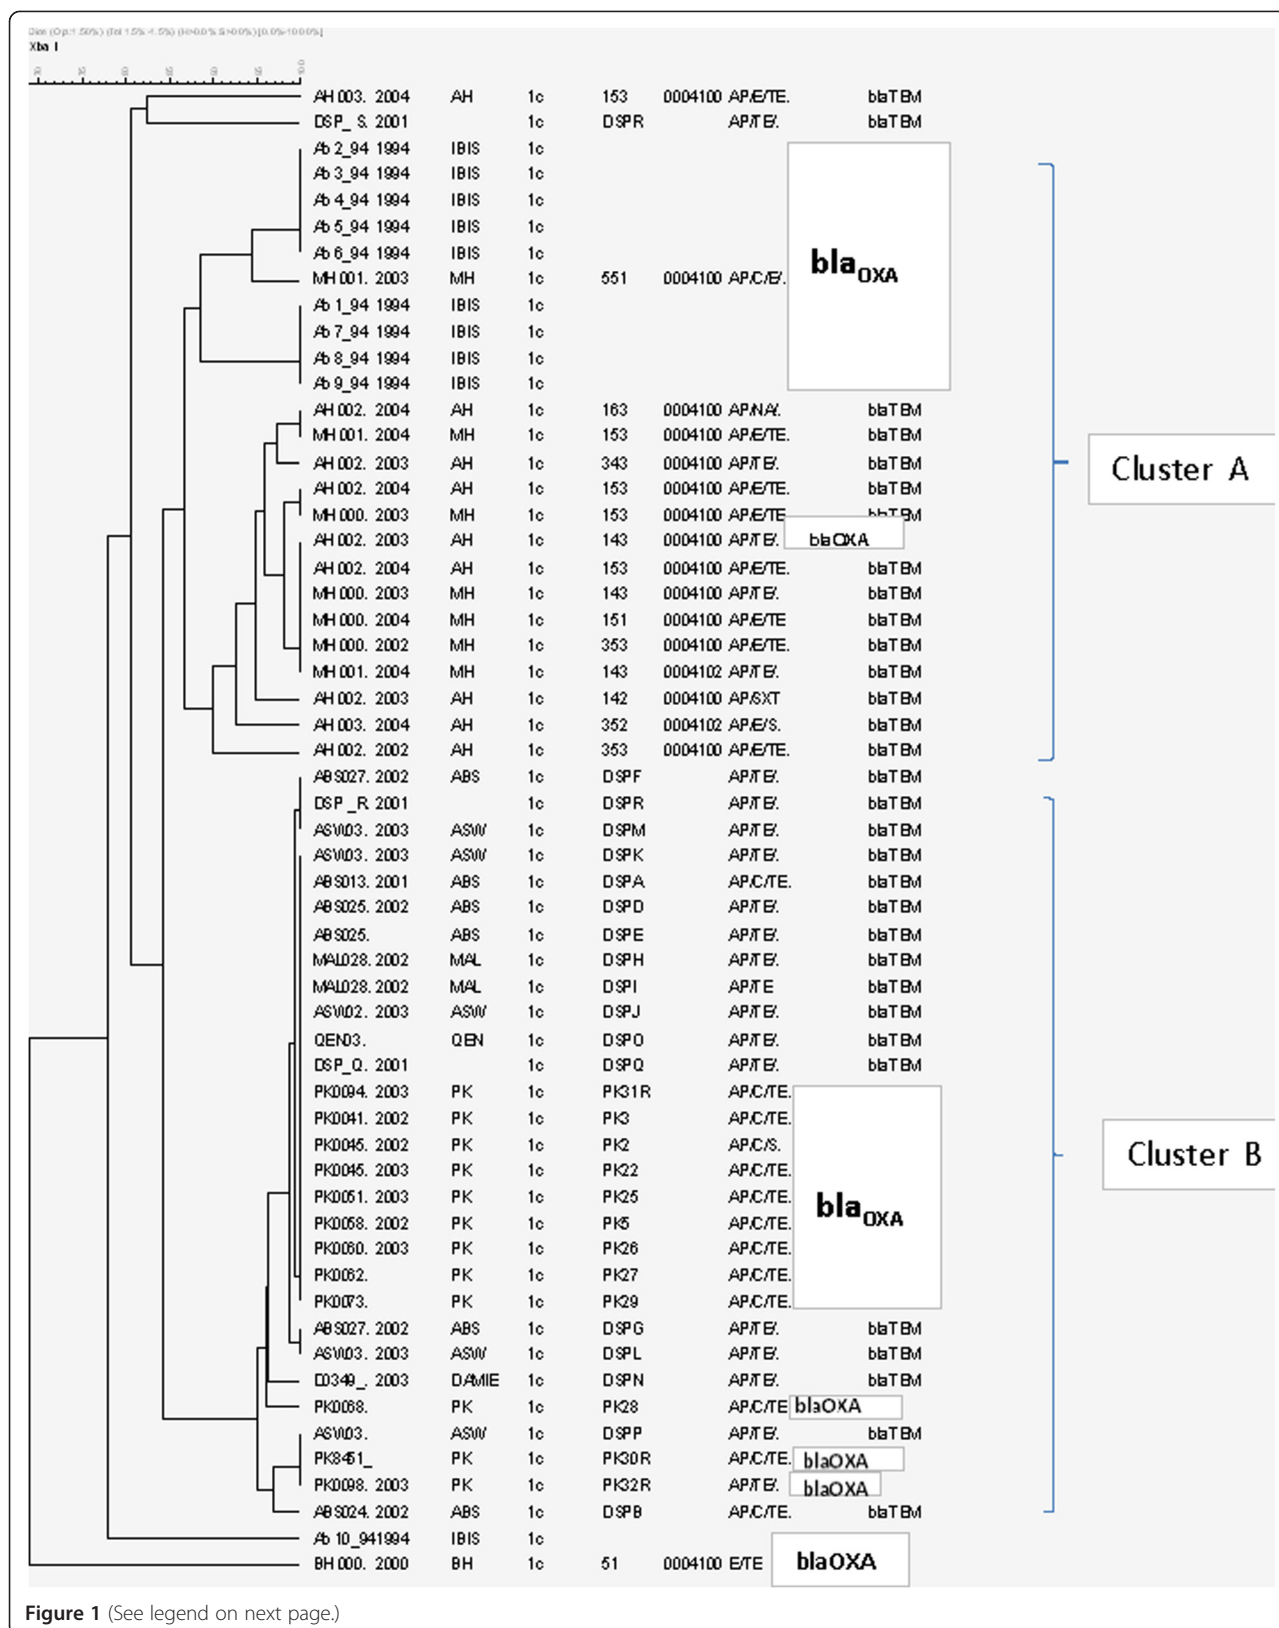 Xba I
AH003. 2004 AH 1c 153 0004100 AP/E/TE. blaTEM
DSP_ S. 2001 1c DSPR AP/TE/. blaTEM
Ab 2_94 1994 IBIS 1c
Ab 3_94 1994 IBIS 1c
Ab 4_94 1994 IBIS 1c
Ab 5_94 1994 IBIS 1c
Ab 6_94 1994 IBIS 1c
blaOXA
MH001. 2003 MH 1c 551 0004100 AP/C/E/.
Ab 1_94 1994 IBIS 1c
Ab 7_94 1994 IBIS 1c
Ab 8_94 1994 IBIS 1c
Ab 9_94 1994 IBIS 1c
AH002. 2004 AH 1c 163 0004100 AP/NA/. blaTEM
MH001. 2004 MH 1c 153 0004100 AP/E/TE. blaTEM
AH002. 2003 AH 1c 343 0004100 AP/TE/. blaTEM
Cluster A
AH002. 2004 AH 1c 153 0004100 AP/E/TE. blaTEM
MH000. 2003 MH 1c 153 0004100 AP/E/TE blaTEM
AH002. 2003 AH 1c 143 0004100 AP/TE/. blaOXA
AH002. 2004 AH 1c 153 0004100 AP/E/TE. blaTEM
MH000. 2003 MH 1c 143 0004100 AP/TE/. blaTEM
MH000. 2004 MH 1c 151 0004100 AP/E/TE blaTEM
MH000. 2002 MH 1c 353 0004100 AP/E/TE. blaTEM
MH001. 2004 MH 1c 143 0004102 AP/TE/. blaTEM
AH002. 2003 AH 1c 142 0004100 AP/SXT blaTEM
AH003. 2004 AH 1c 352 0004102 AP/E/S. blaTEM
AH002. 2002 AH 1c 353 0004100 AP/E/TE. blaTEM
ABS027. 2002 ABS 1c DSPF AP/TE/. blaTEM
DSP_R 2001 1c DSPR AP/TE/. blaTEM
ASW03. 2003 ASW 1c DSPM AP/TE/. blaTEM
ASW03. 2003 ASW 1c DSPK AP/TE/. blaTEM
ABS013. 2001 ABS 1c DSPA AP/C/TE. blaTEM
ABS025. 2002 ABS 1c DSPD AP/TE/. blaTEM
ABS025. ABS 1c DSPE AP/TE/. blaTEM
MAL028. 2002 MAL 1c DSPH AP/TE/. blaTEM
MAL028. 2002 MAL 1c DSPI AP/TE blaTEM
ASW02. 2003 ASW 1c DSPJ AP/TE/. blaTEM
QEN03. QEN 1c DSPO AP/TE/. blaTEM
DSP_Q. 2001 1c DSPQ AP/TE/. blaTEM
PK0094. 2003 PK 1c PK31R AP/C/TE.
PK0041. 2002 PK 1c PK3 AP/C/TE.
PK0045. 2002 PK 1c PK2 AP/C/S.
Cluster B
PK0045. 2003 PK 1c PK22 AP/C/TE.
PK0051. 2003 PK 1c PK25 AP/C/TE.
blaOXA
PK0058. 2002 PK 1c PK5 AP/C/TE.
PK0060. 2003 PK 1c PK26 AP/C/TE.
PK0062. PK 1c PK27 AP/C/TE.
PK0073. PK 1c PK29 AP/C/TE.
ABS027. 2002 ABS 1c DSPG AP/TE/. blaTEM
ASW03. 2003 ASW 1c DSPL AP/TE/. blaTEM
D0349_. 2003 DAMIE 1c DSPN AP/TE/. blaTEM
PK0068. PK 1c PK28 AP/C/TE blaOXA
ASW03. ASW 1c DSPP AP/TE/. blaTEM
PK8451_ PK 1c PK30R AP/C/TE. blaOXA
PK0098. 2003 PK 1c PK32R AP/TE/. blaOXA
ABS024. 2002 ABS 1c DSPB AP/C/TE. blaTEM
Ab 10_941994 IBIS 1c
BH000. 2000 BH 1c 51 0004100 E/TE blaOXA
Figure 1 (See legend on next page.)